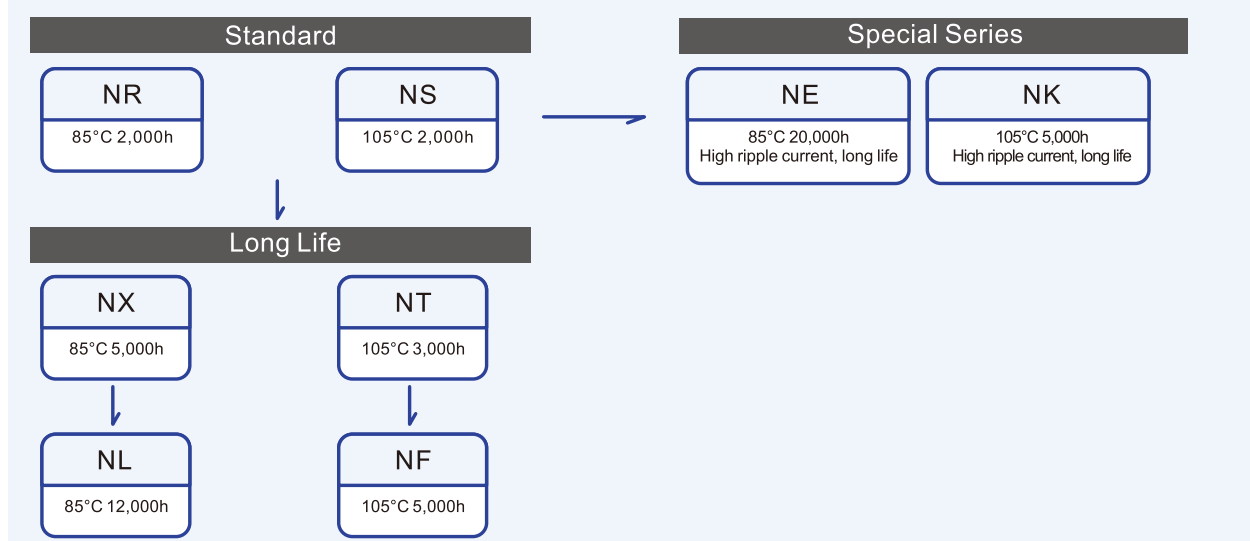 Standard
NR
85°C 2,000h
NS
105°C 2,000h
Special Series
NE
85°C 20,000h
High ripple current, long life
NK
105°C 5,000h
High ripple current, long life
Long Life
NX
85°C 5,000h
NT
105°C 3,000h
NL
85°C 12,000h
NF
105°C 5,000h